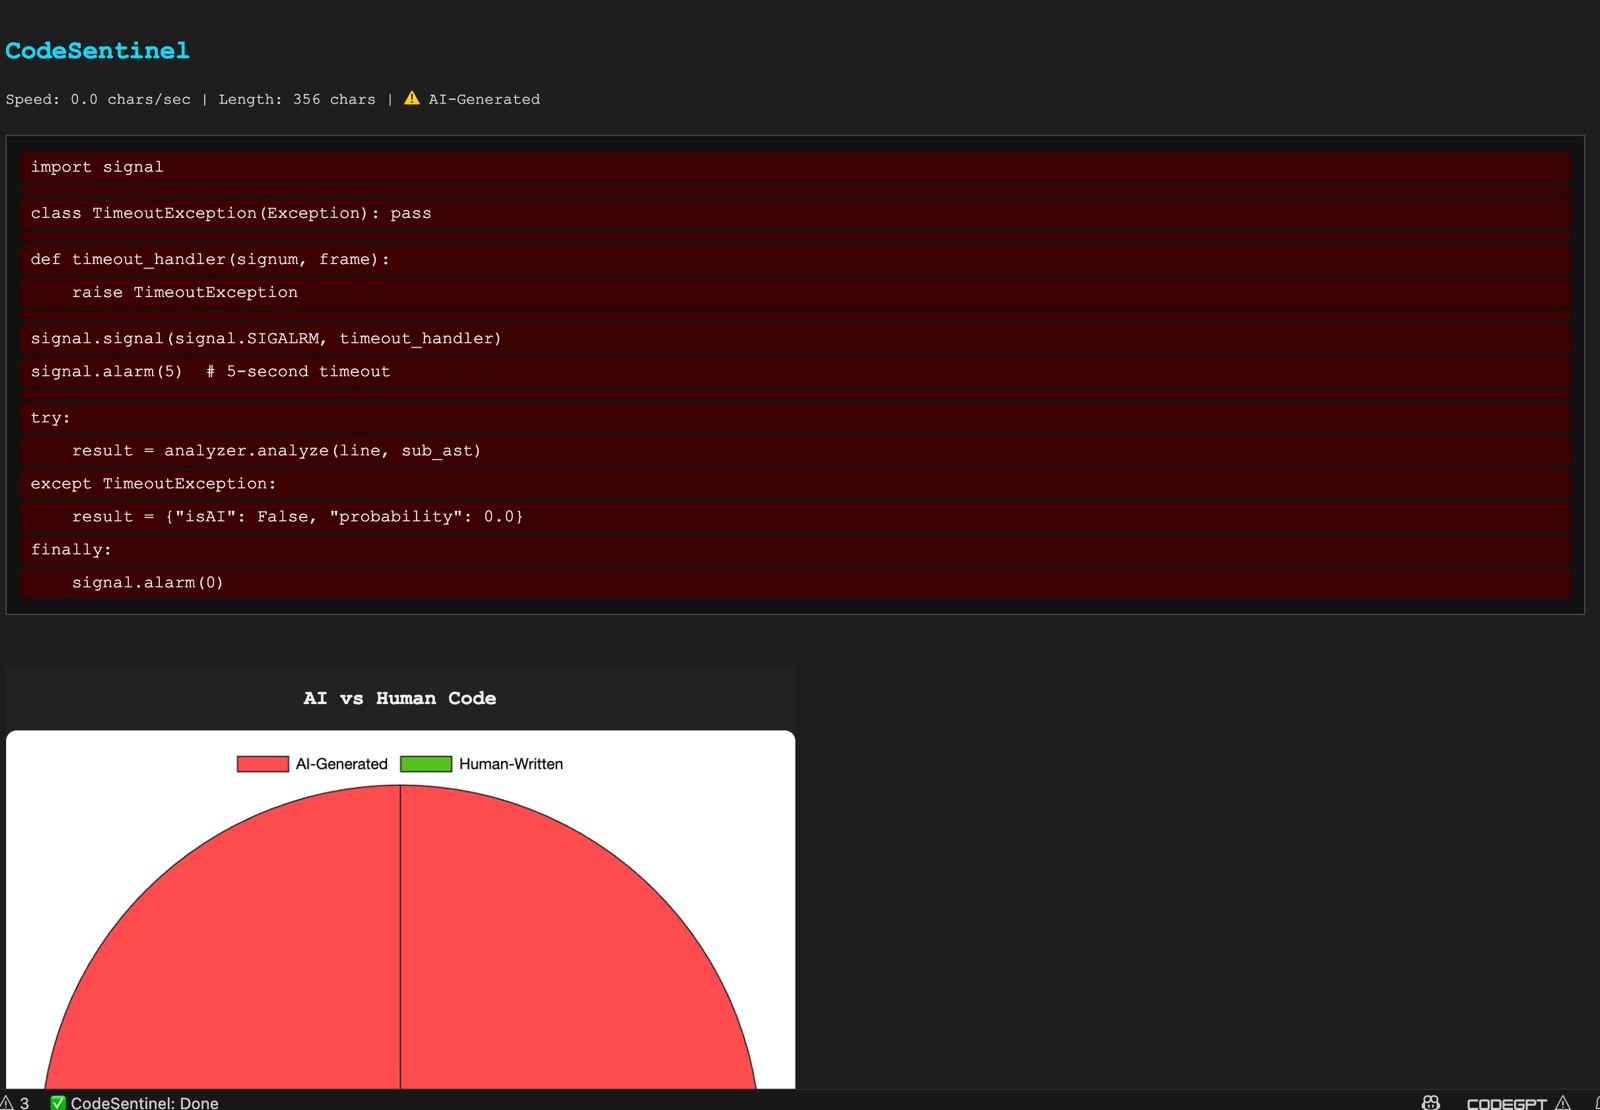 CodeSentinel
Speed: 0.0 chars/sec | Length: 356 chars | ⚠️ AI-Generated
import signal
class TimeoutException(Exception): pass
def timeout_handler(signum, frame):
    raise TimeoutException
signal.signal(signal.SIGALRM, timeout_handler)
signal.alarm(5)  # 5-second timeout
try:
    result = analyzer.analyze(line, sub_ast)
except TimeoutException:
    result = {"isAI": False, "probability": 0.0}
finally:
    signal.alarm(0)
AI vs Human Code
AI-Generated Human-Written
3 ✅ CodeSentinel: Done CODEGPT